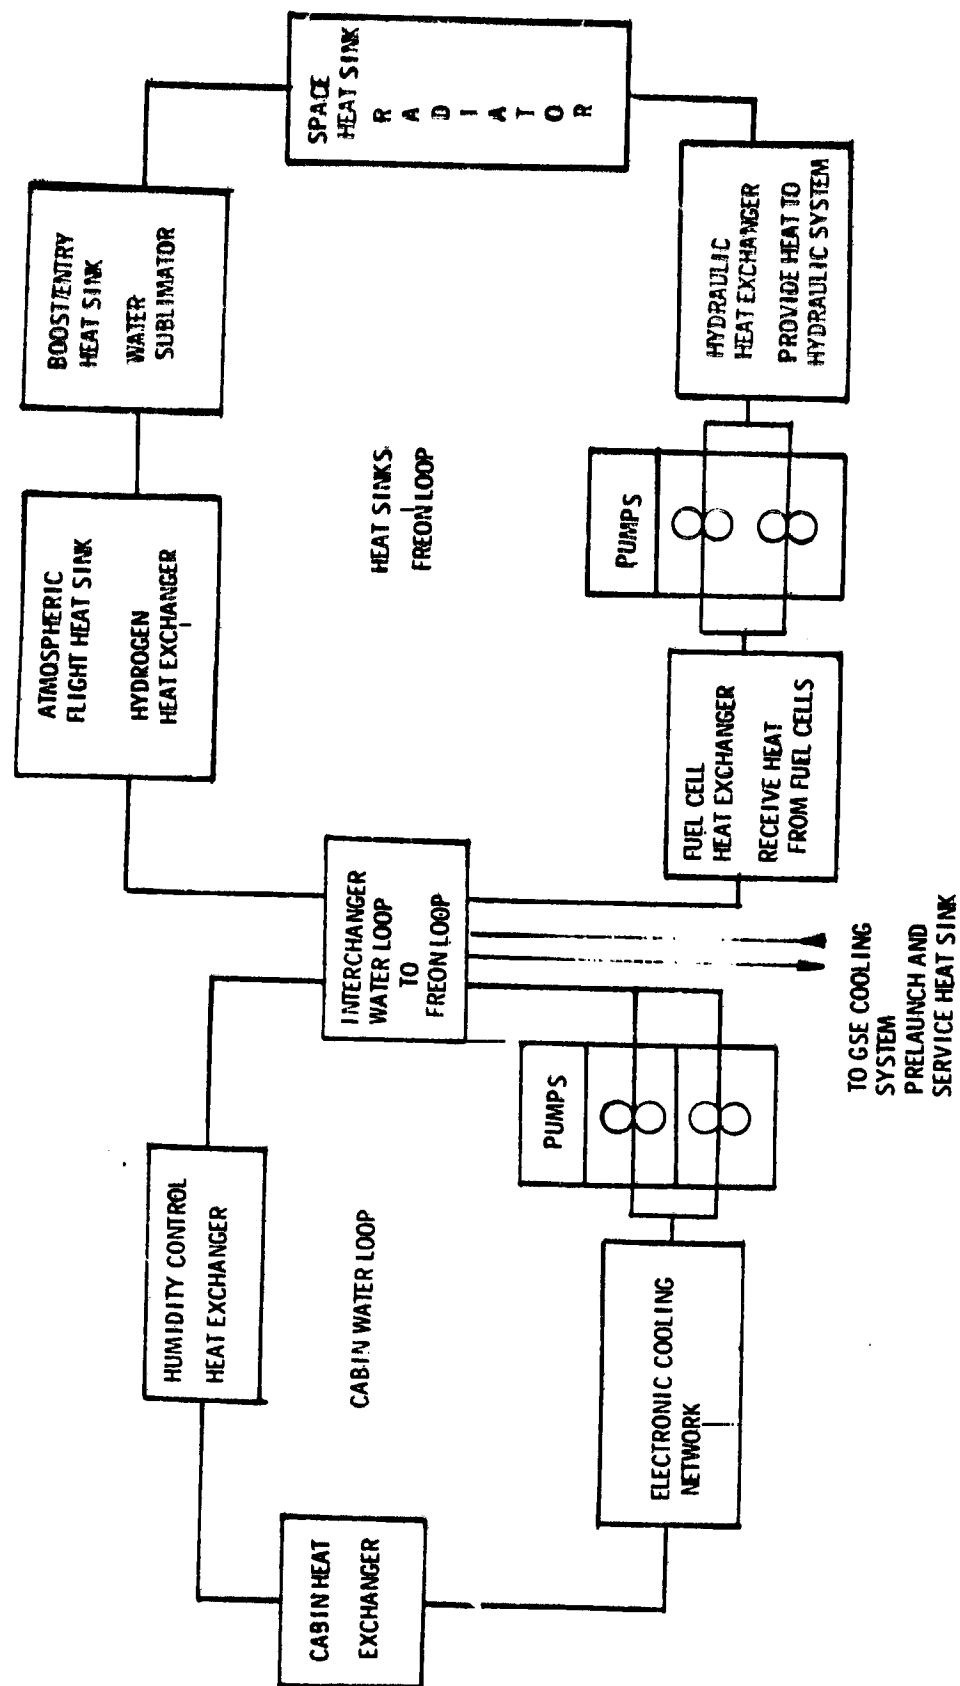 CABIN HEAT
EXCHANGER
HUMIDITY CONTROL
HEAT EXCHANGER
CABIN WATER LOOP
ELECTRONIC COOLING
NETWORK
PUMPS
INTERCHANGER
WATER LOOP
TO
FREON LOOP
TO GSE COOLING
SYSTEM
PRELAUNCH AND
SERVICE HEAT SINK
ATMOSPHERIC
FLIGHT HEAT SINK
HYDROGEN
HEAT EXCHANGER
BOOST/ENTRY
HEAT SINK
WATER
SUBLIMATOR
HEAT SINKS
FREON LOOP
FUEL CELL
HEAT EXCHANGER
RECEIVE HEAT
FROM FUEL CELLS
PUMPS
HYDRAULIC
HEAT EXCHANGER
PROVIDE HEAT TO
HYDRAULIC SYSTEM
SPACE
HEAT SINK
R
A
D
I
A
T
O
R